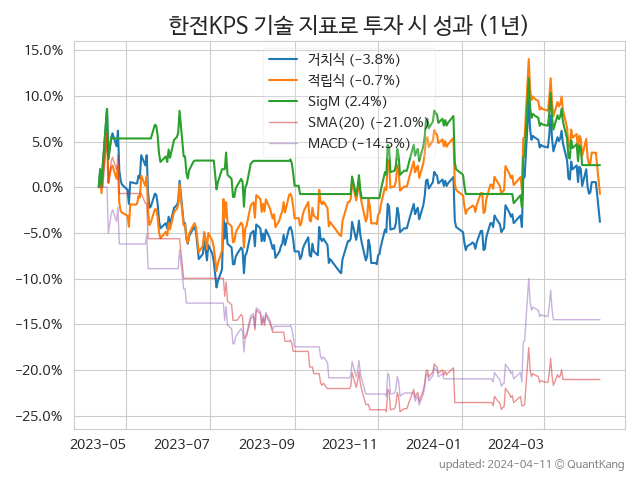 한전KPS 기술 지표로 투자 시 성과 (1년)
15.0%
10.0%
5.0%
0.0%
−5.0%
−10.0%
−15.0%
−20.0%
−25.0%
거치식 (−3.8%)
적립식 (−0.7%)
SigM (2.4%)
SMA(20) (−21.0%)
MACD (−14.5%)
2023-05 2023-07 2023-09 2023-11 2024-01 2024-03
updated: 2024-04-11 © QuantKang